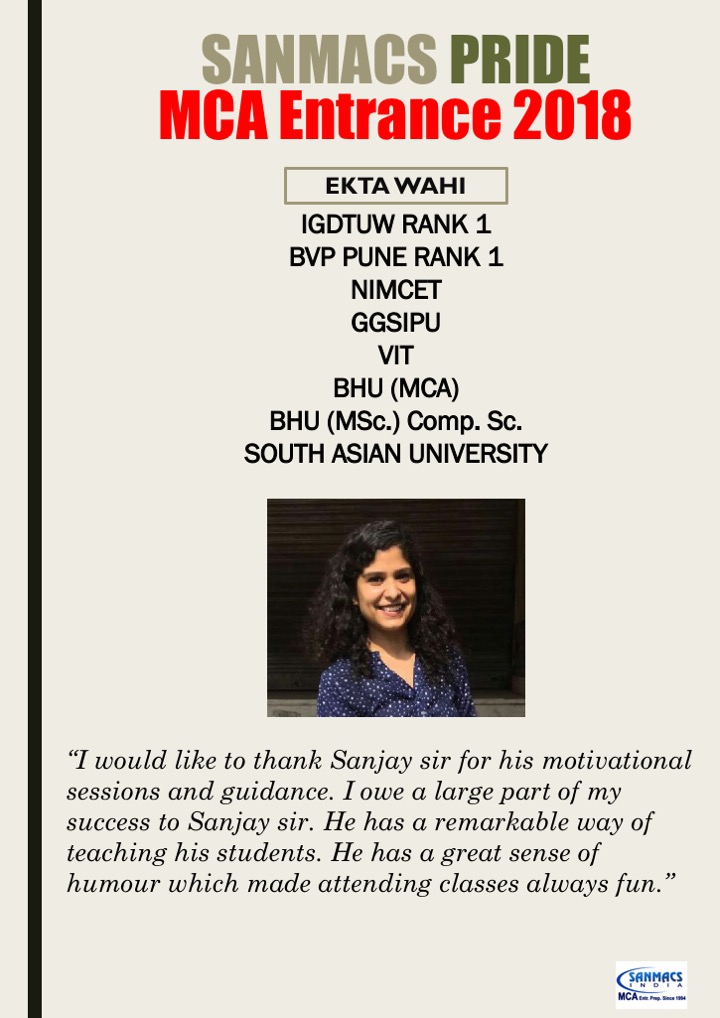 SANMACS PRIDE
MCA Entrance 2018
EKTA WAHI
IGDTUW RANK 1
BVP PUNE RANK 1
NIMCET
GGSIPU
VIT
BHU (MCA)
BHU (MSc.) Comp. Sc.
SOUTH ASIAN UNIVERSITY
“I would like to thank Sanjay sir for his motivational
sessions and guidance. I owe a large part of my
success to Sanjay sir. He has a remarkable way of
teaching his students. He has a great sense of
humour which made attending classes always fun.”
SANMACS
INDIA
MCA Entr. Prep. Since 1994